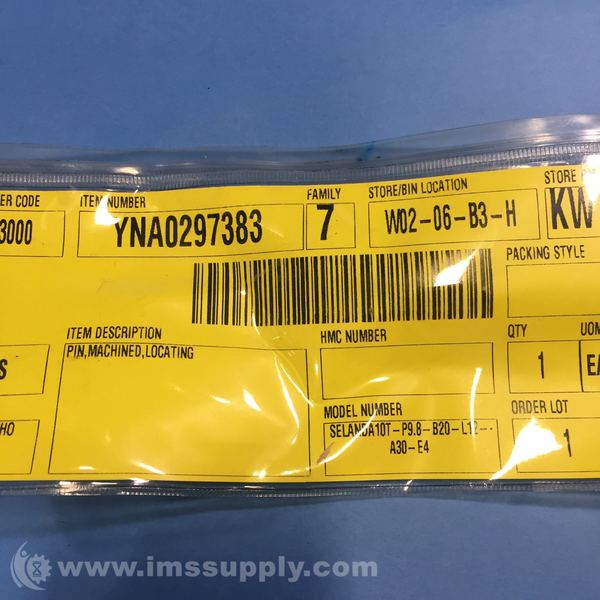 ER CODE
3000
ITEM NUMBER
YNA0297383
FAMILY
7
STORE/BIN LOCATION
W02-06-B3-H
STORE
KW
PACKING STYLE
ITEM DESCRIPTION
PIN,MACHINED,LOCATING
HMC NUMBER
QTY
1
UOM
EA
S
HO
MODEL NUMBER
SELANDA10T-P9.8-B20-L12--
A30-E4
ORDER LOT
1
www.imssupply.com